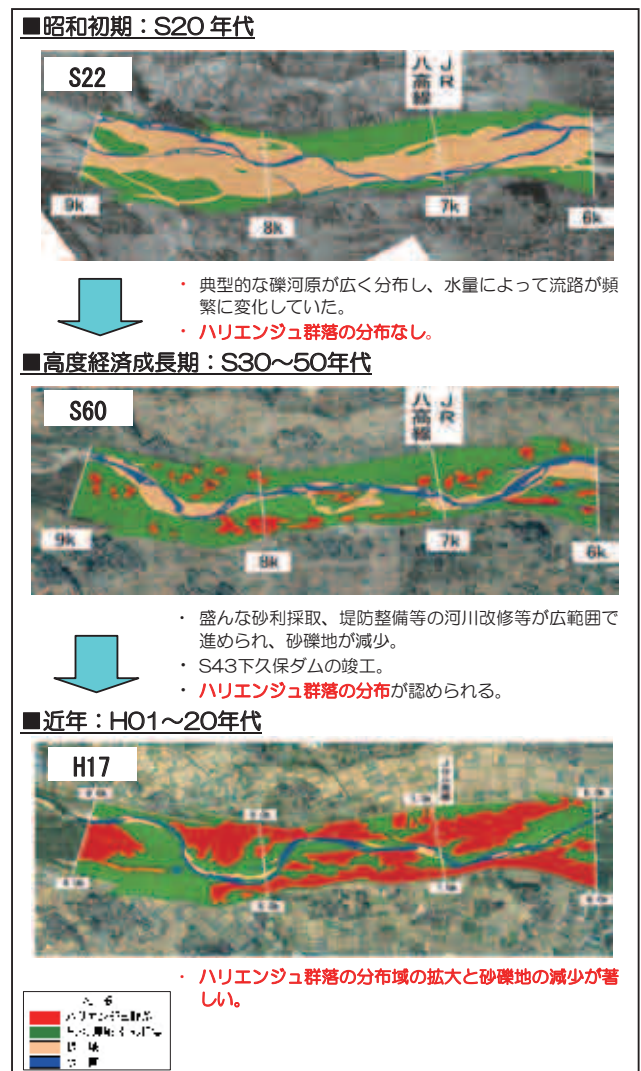 ■昭和初期：S20 年代
S22
八高線
JR
9k
8k
7k
6k
・ 典型的な礫河原が広く分布し、水量によって流路が頻
繁に変化していた。
・ ハリエンジュ群落の分布なし。
■高度経済成長期：S30～50年代
S60
八高線
JR
9k
8k
7k
6k
・ 盛んな砂利採取、堤防整備等の河川改修等が広範囲で
進められ、砂礫地が減少。
・ S43下久保ダムの竣工。
・ ハリエンジュ群落の分布が認められる。
■近年：H01～20年代
H17
・ ハリエンジュ群落の分布域の拡大と砂礫地の減少が著
しい。